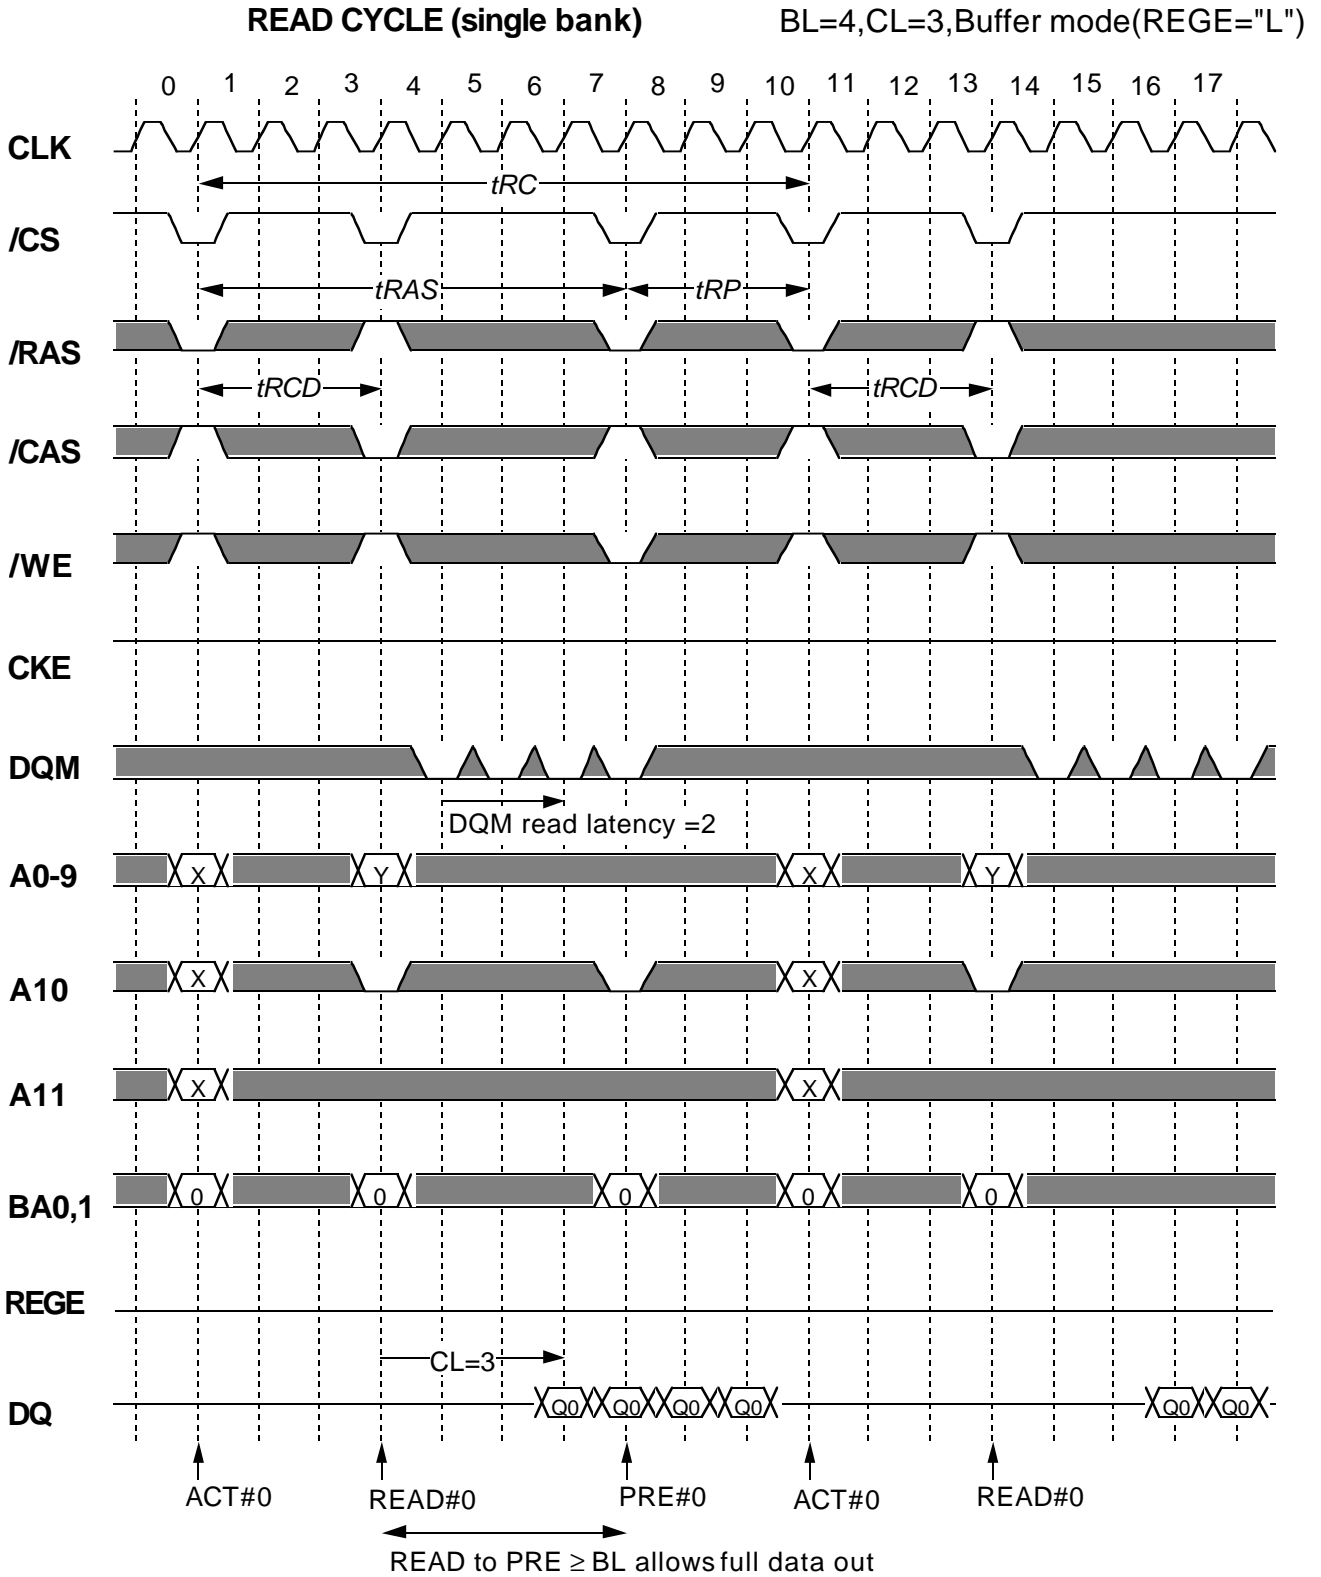 READ CYCLE (single bank) BL=4,CL=3,Buffer mode(REGE="L")
0 1 2 3 4 5 6 7 8 9 10 11 12 13 14 15 16 17
CLK
tRC
/CS
tRAS tRP
/RAS
tRCD tRCD
/CAS
/WE
CKE
DQM
DQM read latency =2
A0-9 X Y X Y
A10 X X
A11 X X
BA0,1 0 0 0 0 0
REGE
CL=3
DQ Q0 Q0 Q0 Q0 Q0 Q0
ACT#0 READ#0 PRE#0 ACT#0 READ#0
READ to PRE ≥ BL allows full data out